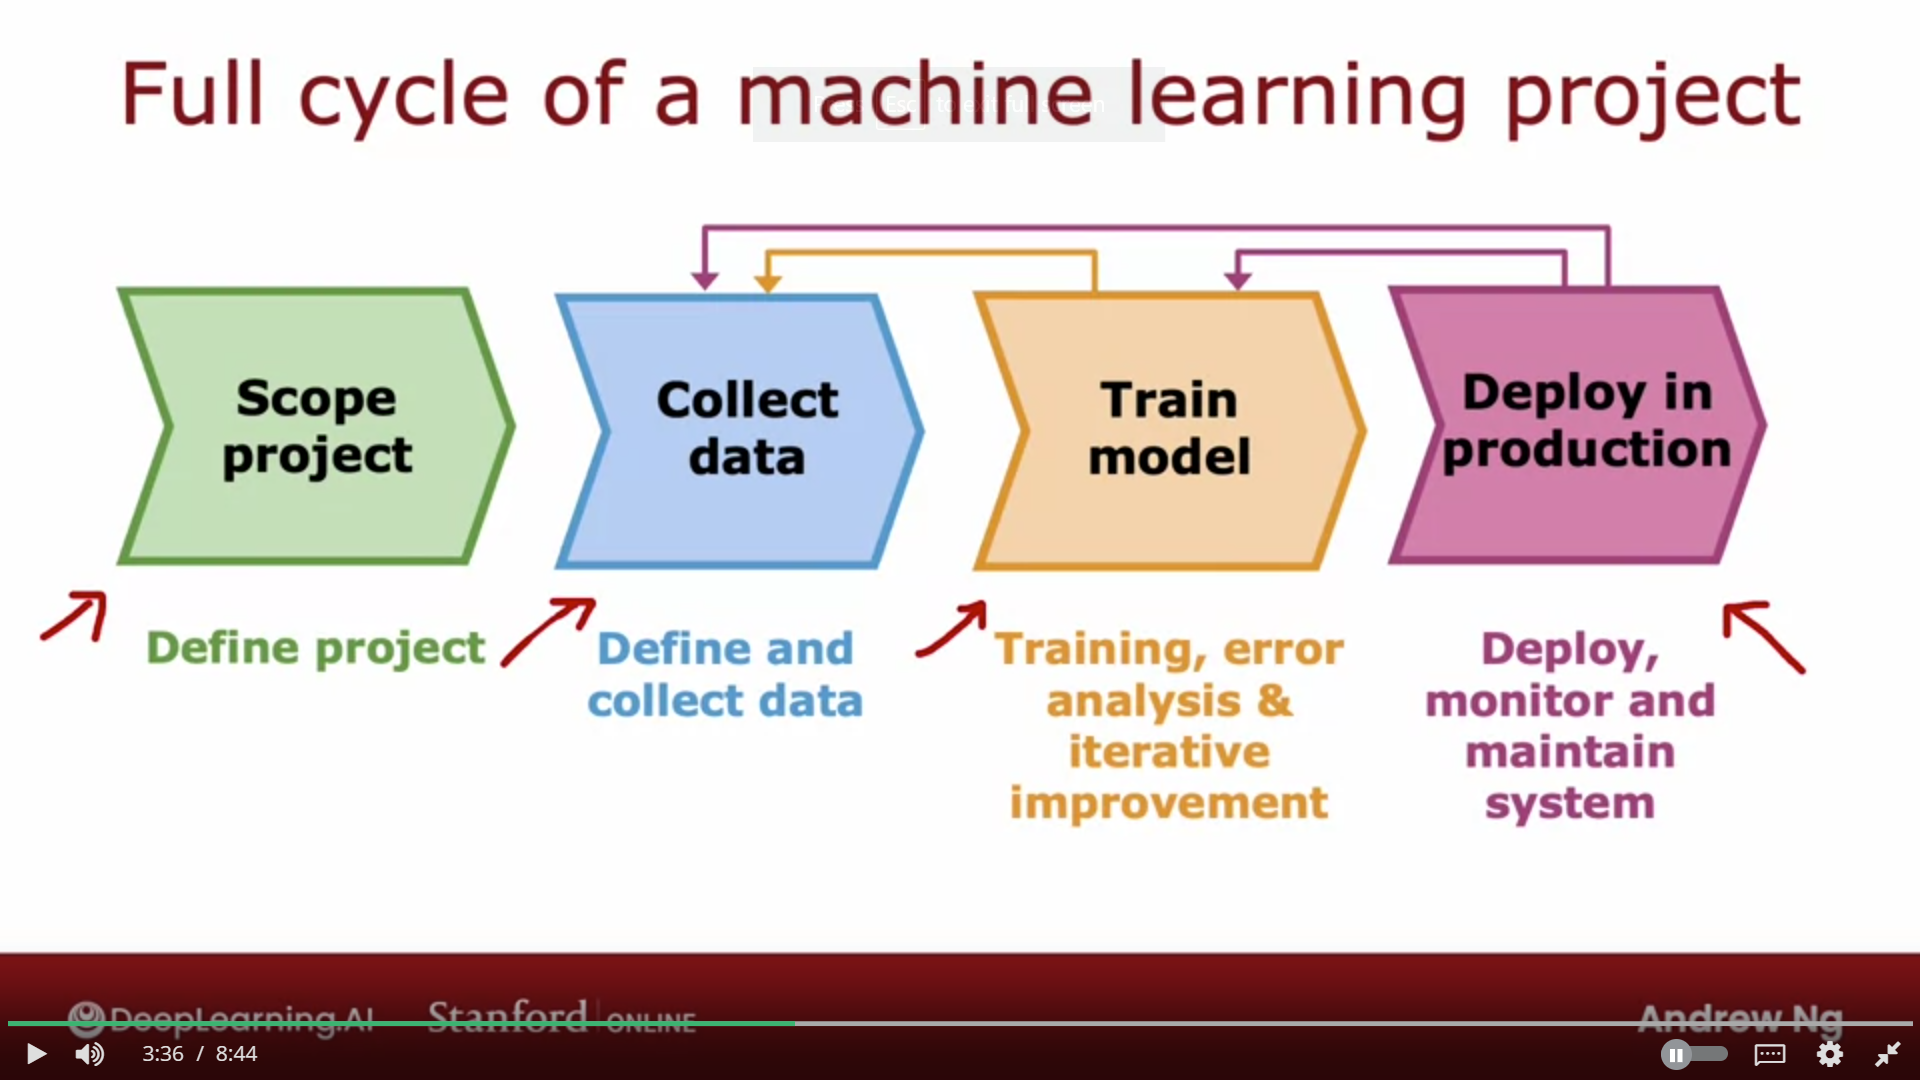 Full cycle of a machine learning project
Scope
project
Collect
data
Train
model
Deploy in
production
Define project
Define and
collect data
Training, error
analysis &
iterative
improvement
Deploy,
monitor and
maintain
system
DeepLearning.AI
Stanford | ONLINE
Andrew Ng
3:36 / 8:44